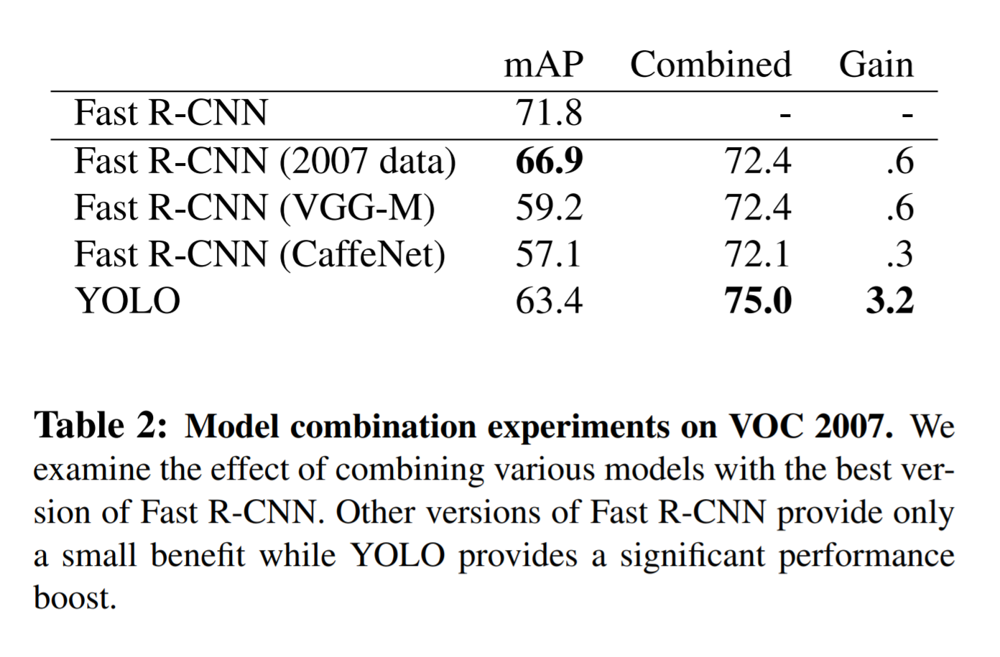 mAP Combined Gain
Fast R-CNN 71.8 - -
Fast R-CNN (2007 data) 66.9 72.4 .6
Fast R-CNN (VGG-M) 59.2 72.4 .6
Fast R-CNN (CaffeNet) 57.1 72.1 .3
YOLO 63.4 75.0 3.2
Table 2: Model combination experiments on VOC 2007. We
examine the effect of combining various models with the best ver-
sion of Fast R-CNN. Other versions of Fast R-CNN provide only
a small benefit while YOLO provides a significant performance
boost.